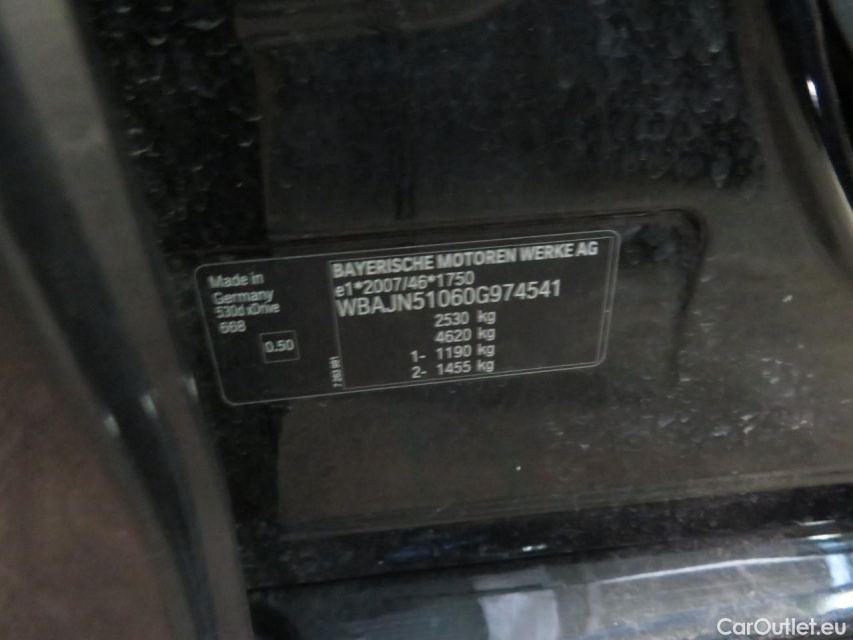 Made in
Germany
530d xDrive
668
0.50
BAYERISCHE MOTOREN WERKE AG
e1*2007/46*1750
WBAJN51060G974541
2530 kg
4620 kg
1- 1190 kg
2- 1455 kg
CarOutlet.eu